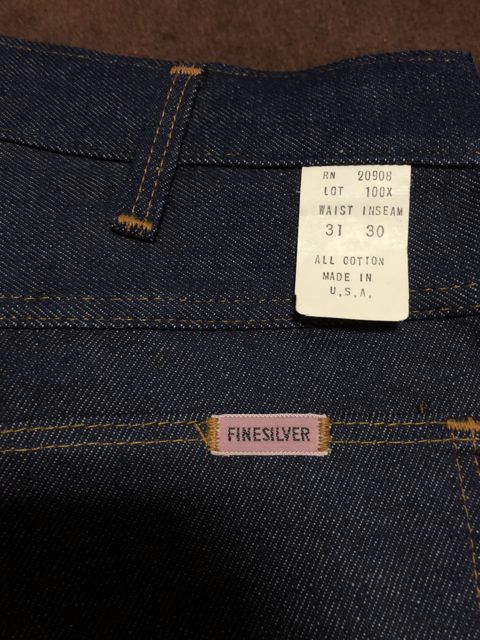 RN 20908
LOT 100X
WAIST INSEAM
31 30
ALL COTTON
MADE IN
U.S.A.
FINESILVER